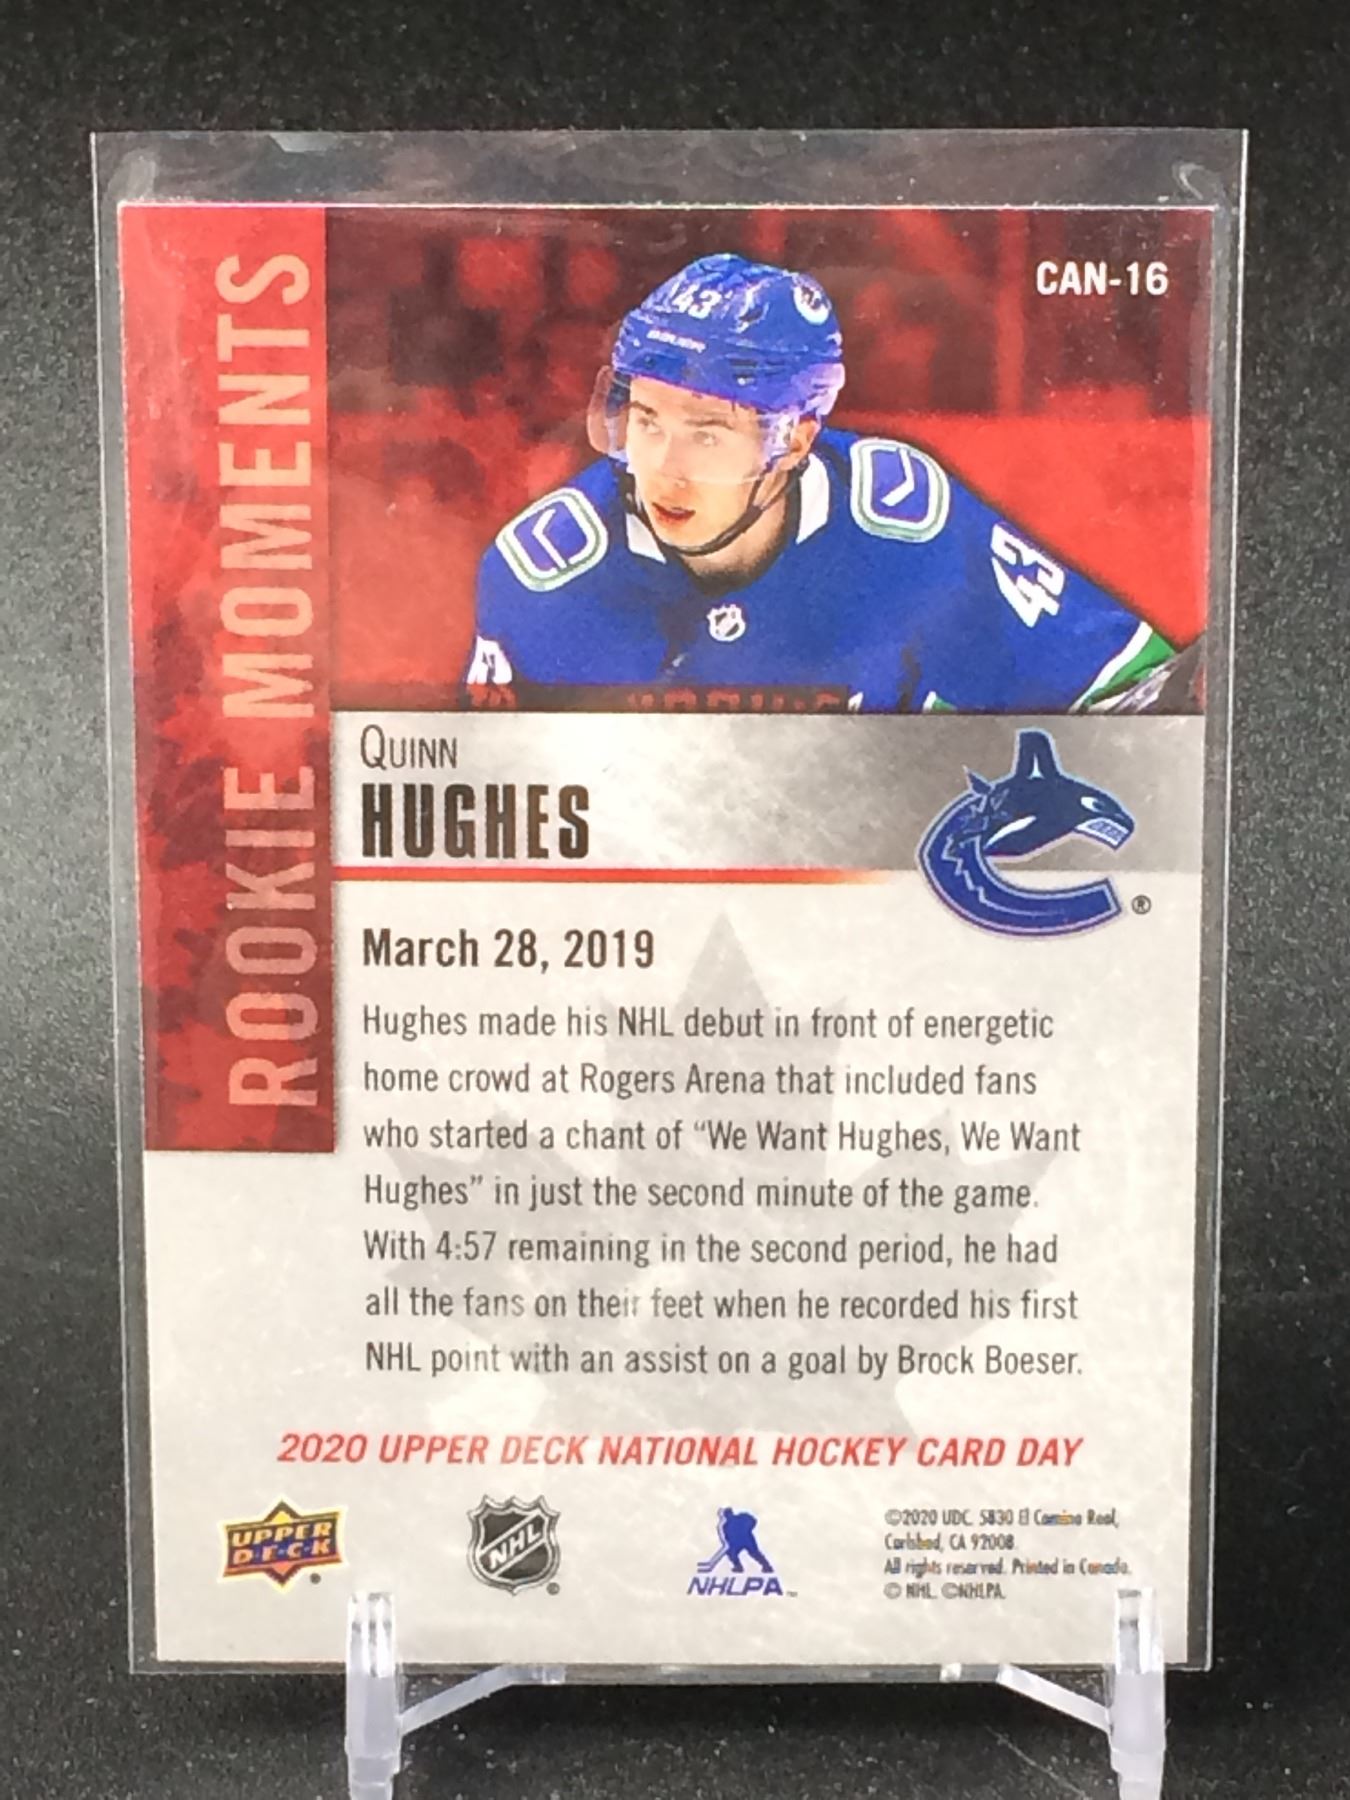 ROOKIE MOMENTS
CAN-16
43
43
QUINN
HUGHES
®
March 28, 2019
Hughes made his NHL debut in front of energetic
home crowd at Rogers Arena that included fans
who started a chant of “We Want Hughes, We Want
Hughes” in just the second minute of the game.
With 4:57 remaining in the second period, he had
all the fans on their feet when he recorded his first
NHL point with an assist on a goal by Brock Boeser.
2020 UPPER DECK NATIONAL HOCKEY CARD DAY
UPPER
D·E·C·K
NHL
NHLPA
©2020 UDC. 5830 El Camino Real,
Carlsbad, CA 92008.
All rights reserved. Printed in Canada.
© NHL. ©NHLPA.